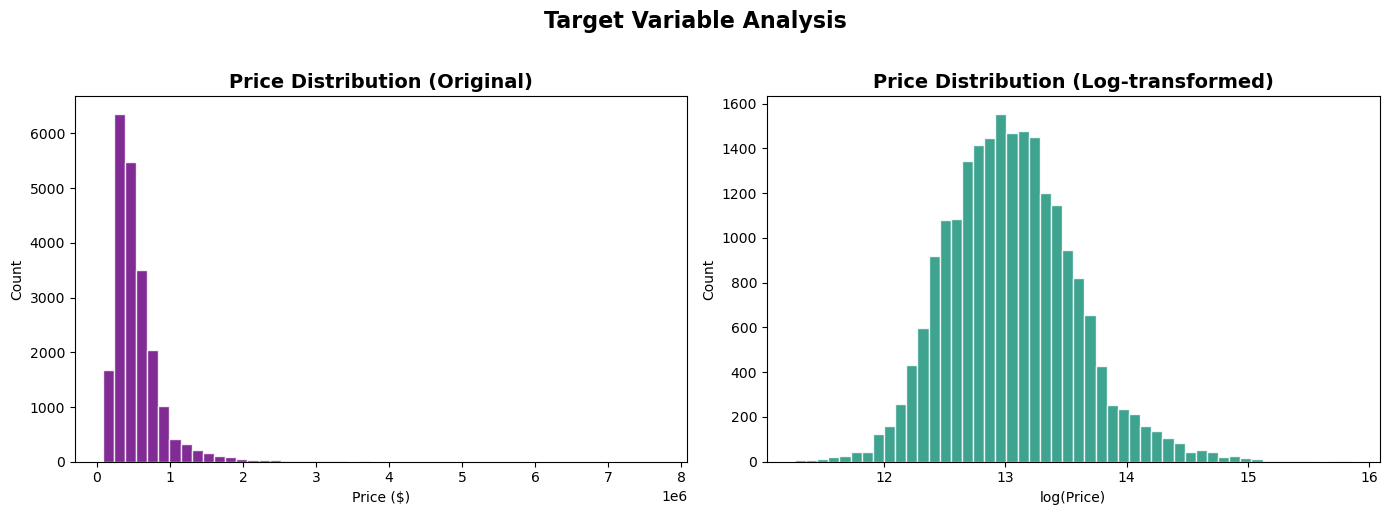 Target Variable Analysis
Price Distribution (Original)
6000
5000
4000
3000
2000
1000
0
Count
0 1 2 3 4 5 6 7 8
1e6
Price ($)
Price Distribution (Log-transformed)
1600
1400
1200
1000
800
600
400
200
0
Count
12 13 14 15 16
log(Price)